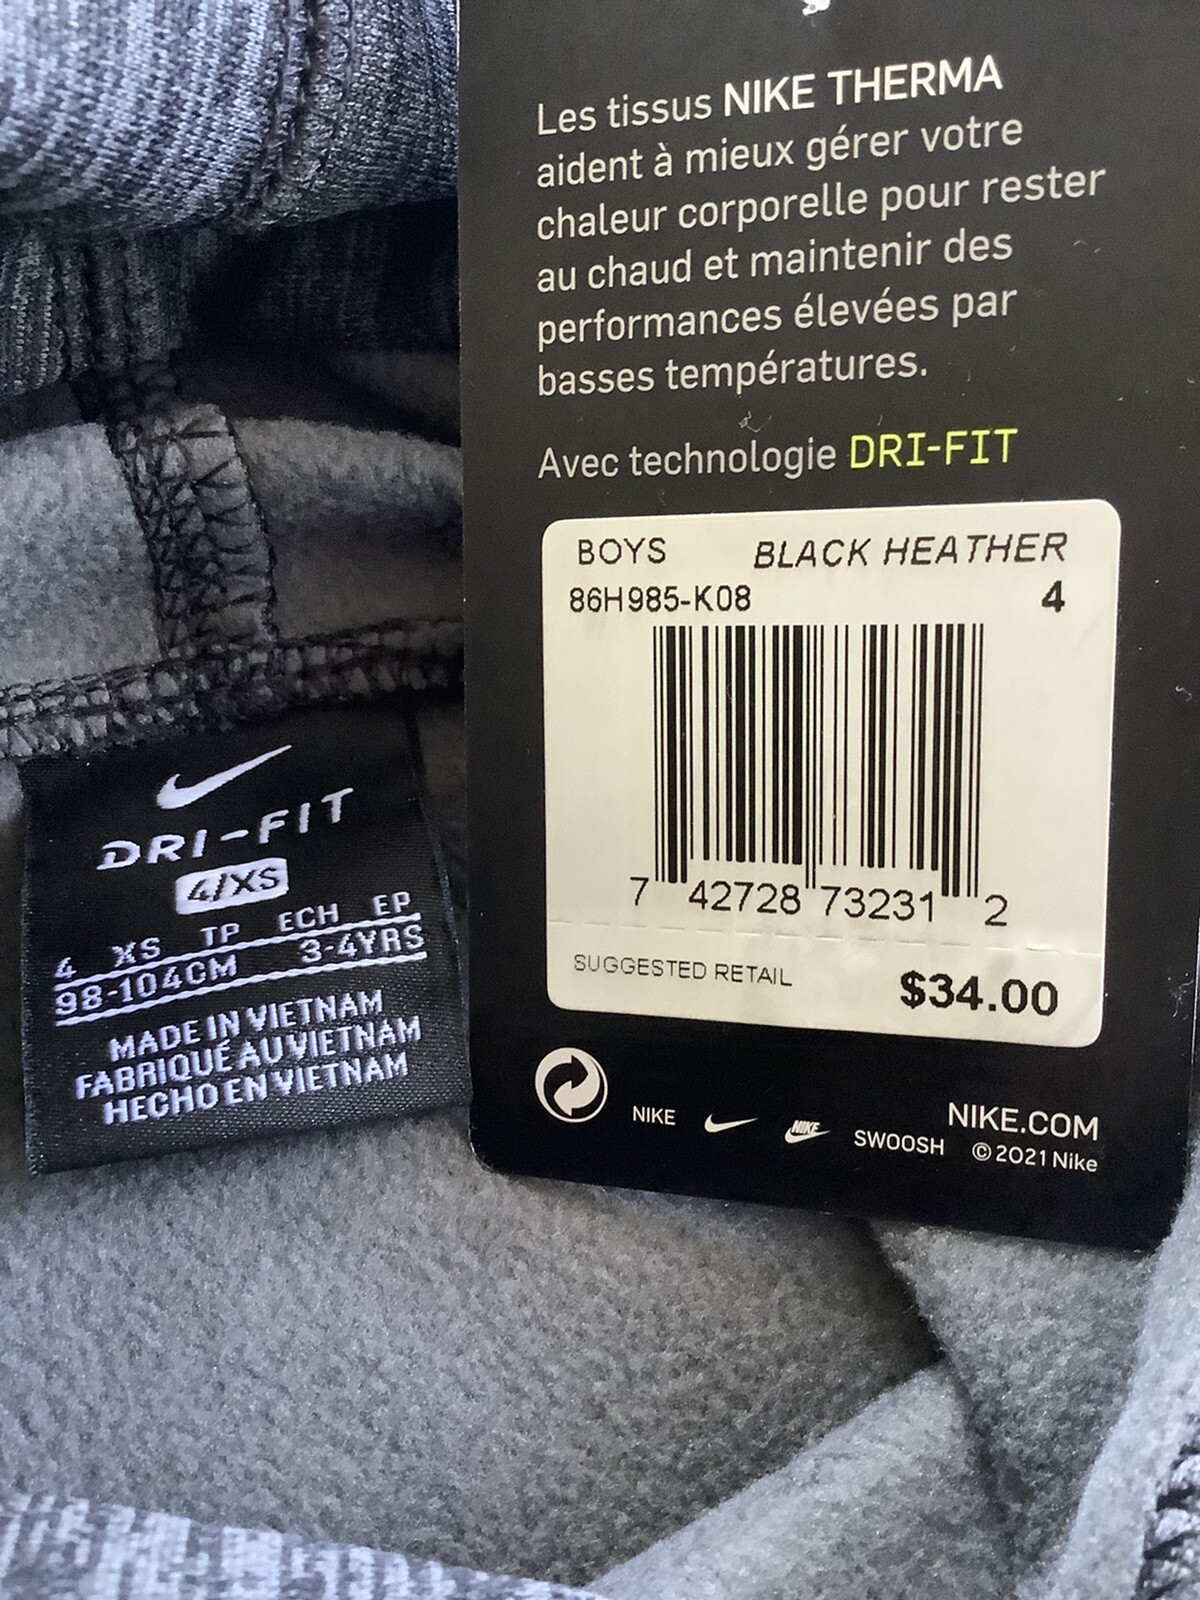 Les tissus NIKE THERMA
aident à mieux gérer votre
chaleur corporelle pour rester
au chaud et maintenir des
performances élevées par
basses températures.
Avec technologie DRI-FIT
BOYS BLACK HEATHER
86H985-K08 4
7 42728 73231 2
SUGGESTED RETAIL $34.00
NIKE NIKE SWOOSH NIKE.COM
©2021 Nike
DRI-FIT
4/XS
4 XS TP ECH EP
98-104CM 3-4YRS
MADE IN VIETNAM
FABRIQUÉ AU VIETNAM
HECHO EN VIETNAM